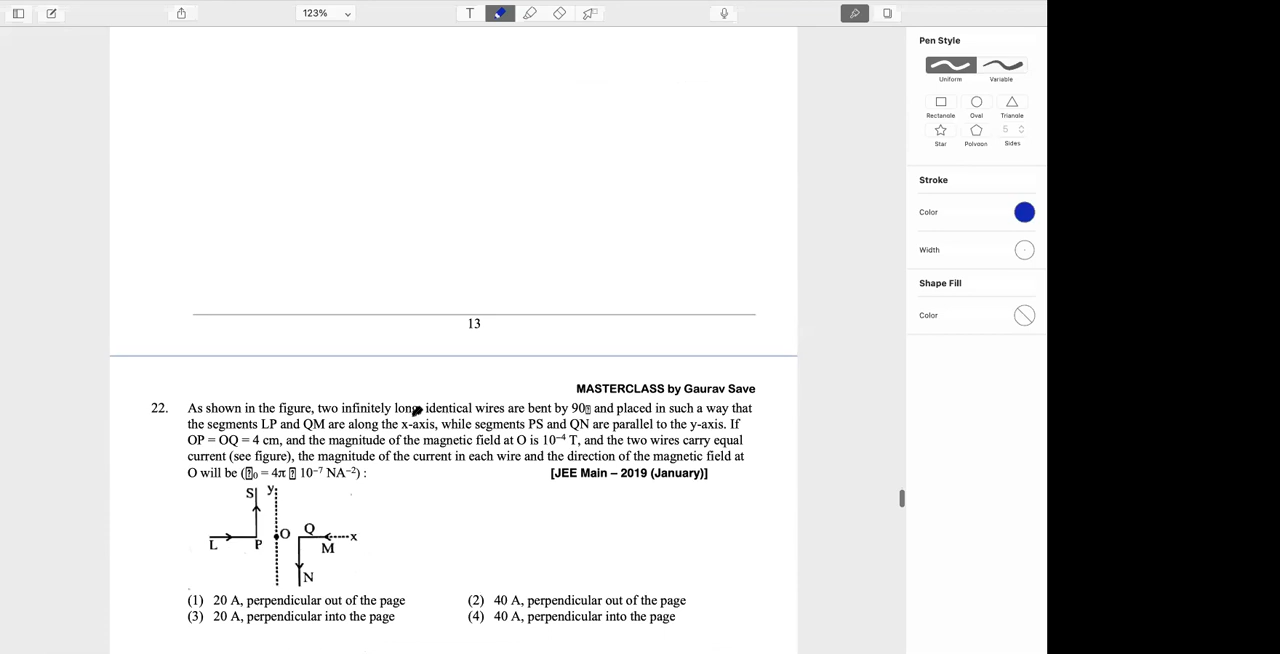 123%
T
Pen Style
Uniform Variable
Rectangle Oval Triangle
5
Star Polygon Sides
Stroke
Color
Width
Shape Fill
Color
13
MASTERCLASS by Gaurav Save
22. As shown in the figure, two infinitely long identical wires are bent by 90 and placed in such a way that
the segments LP and QM are along the x-axis, while segments PS and QN are parallel to the y-axis. If
OP = OQ = 4 cm, and the magnitude of the magnetic field at O is 10⁻⁴ T, and the two wires carry equal
current (see figure), the magnitude of the current in each wire and the direction of the magnetic field at
O will be (₀ = 4π 10⁻⁷ NA⁻²) : [JEE Main – 2019 (January)]
S y
O Q x
L P M
N
(1) 20 A, perpendicular out of the page (2) 40 A, perpendicular out of the page
(3) 20 A, perpendicular into the page (4) 40 A, perpendicular into the page